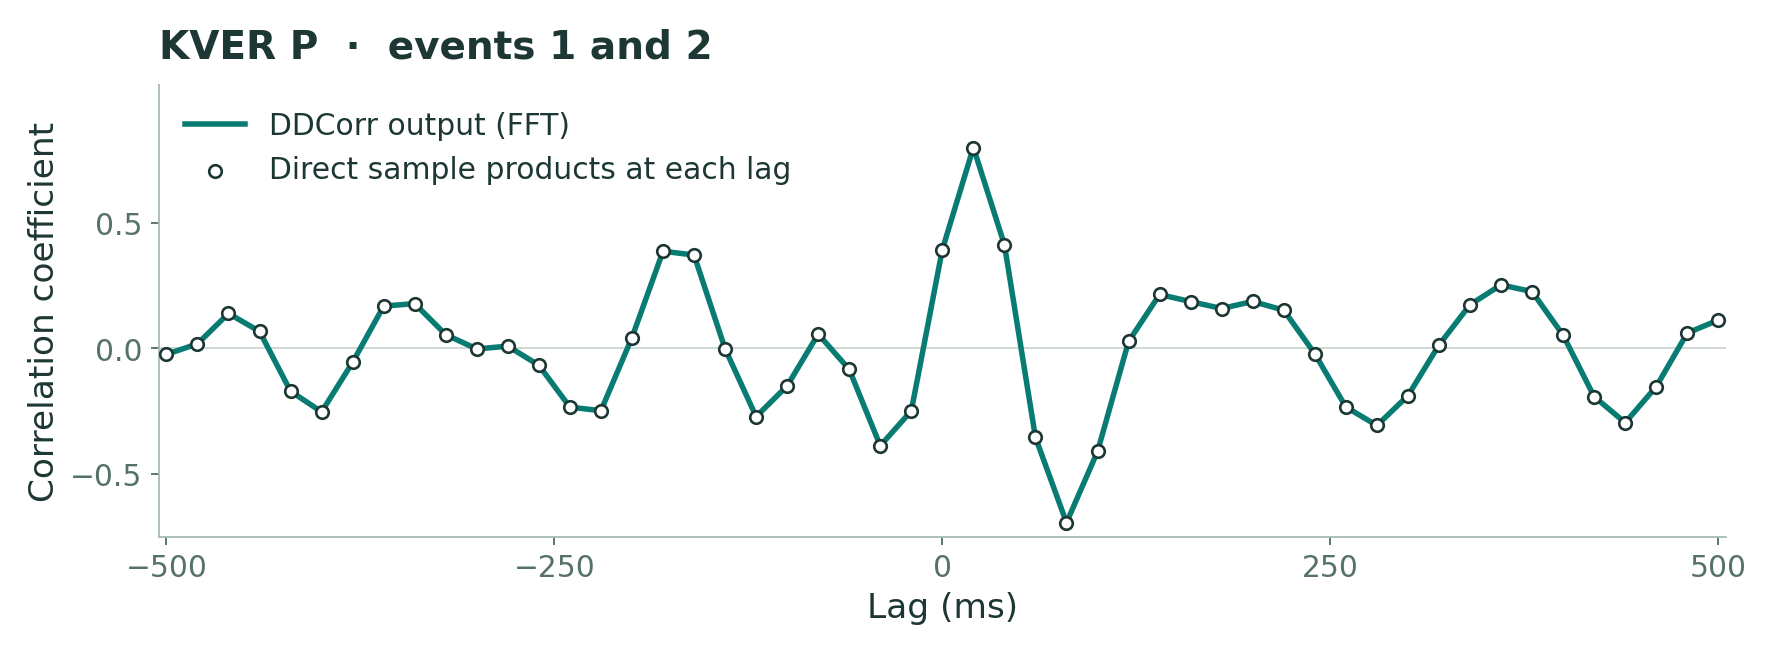 KVER P · events 1 and 2
DDCorr output (FFT)
Direct sample products at each lag
Correlation coefficient
0.5
0.0
−0.5
−500
−250
0
250
500
Lag (ms)